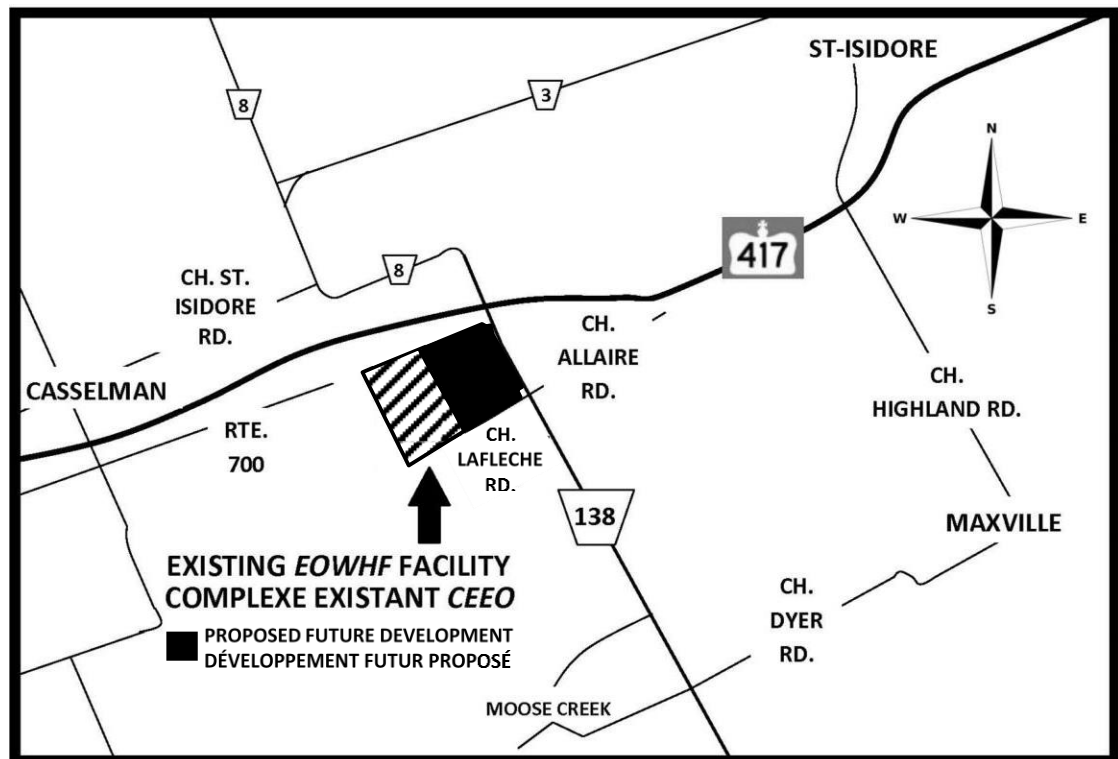 ST-ISIDORE
8
3
N
W
E
S
417
8
CH. ST.
ISIDORE
RD.
CH.
ALLAIRE
RD.
CASSELMAN
RTE.
700
CH.
HIGHLAND RD.
CH.
LAFLECHE
RD.
138
MAXVILLE
EXISTING EOWHF FACILITY
COMPLEXE EXISTANT CEEO
PROPOSED FUTURE DEVELOPMENT
DÉVELOPPEMENT FUTUR PROPOSÉ
CH.
DYER
RD.
MOOSE CREEK